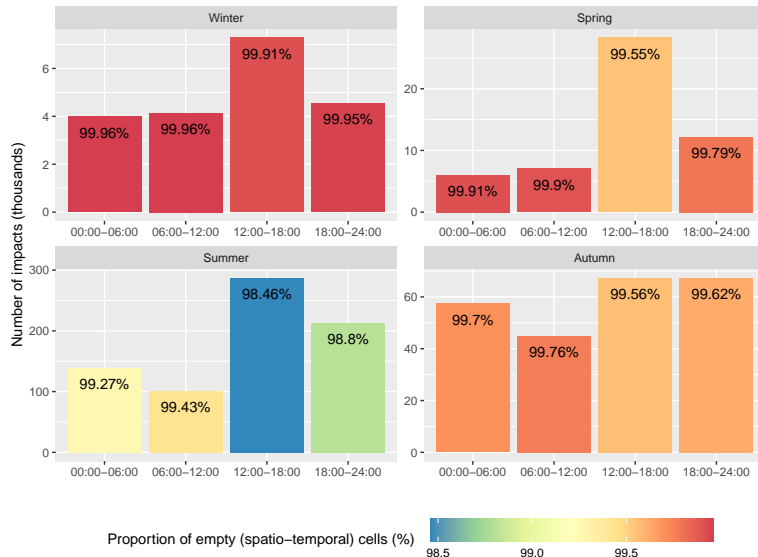 Winter
Spring
Number of impacts (thousands)
6
4
2
0
99.96%
99.96%
99.91%
99.95%
00:00–06:00 06:00–12:00 12:00–18:00 18:00–24:00
20
10
0
99.91%
99.9%
99.55%
99.79%
00:00–06:00 06:00–12:00 12:00–18:00 18:00–24:00
Summer
Autumn
300
200
100
0
99.27%
99.43%
98.46%
98.8%
00:00–06:00 06:00–12:00 12:00–18:00 18:00–24:00
60
40
20
0
99.7%
99.76%
99.56%
99.62%
00:00–06:00 06:00–12:00 12:00–18:00 18:00–24:00
Proportion of empty (spatio−temporal) cells (%)
98.5 99.0 99.5